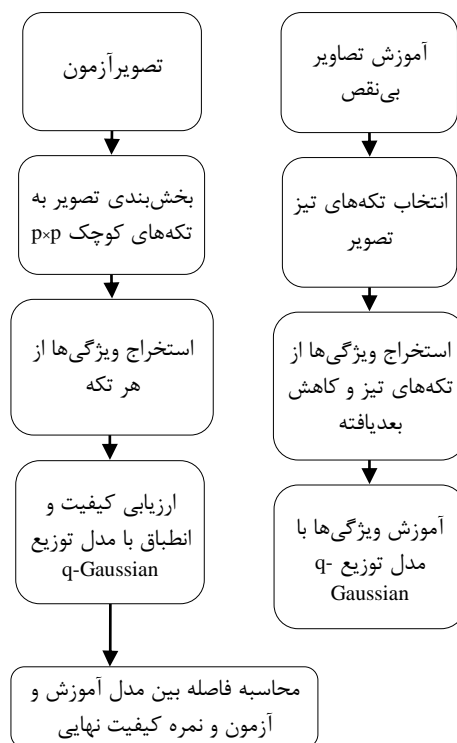 تصویرآزمون
بخش‌بندی تصویر به
تکه‌های کوچک p×p
استخراج ویژگی‌ها از
هر تکه
ارزیابی کیفیت و
انطباق با مدل توزیع
q-Gaussian
محاسبه فاصله بین مدل آموزش و
آزمون و نمره کیفیت نهایی
آموزش تصاویر
بی‌نقص
انتخاب تکه‌های تیز
تصویر
استخراج ویژگی‌ها از
تکه‌های تیز و کاهش
بعدیافته
آموزش ویژگی‌ها با
مدل توزیع q-
Gaussian